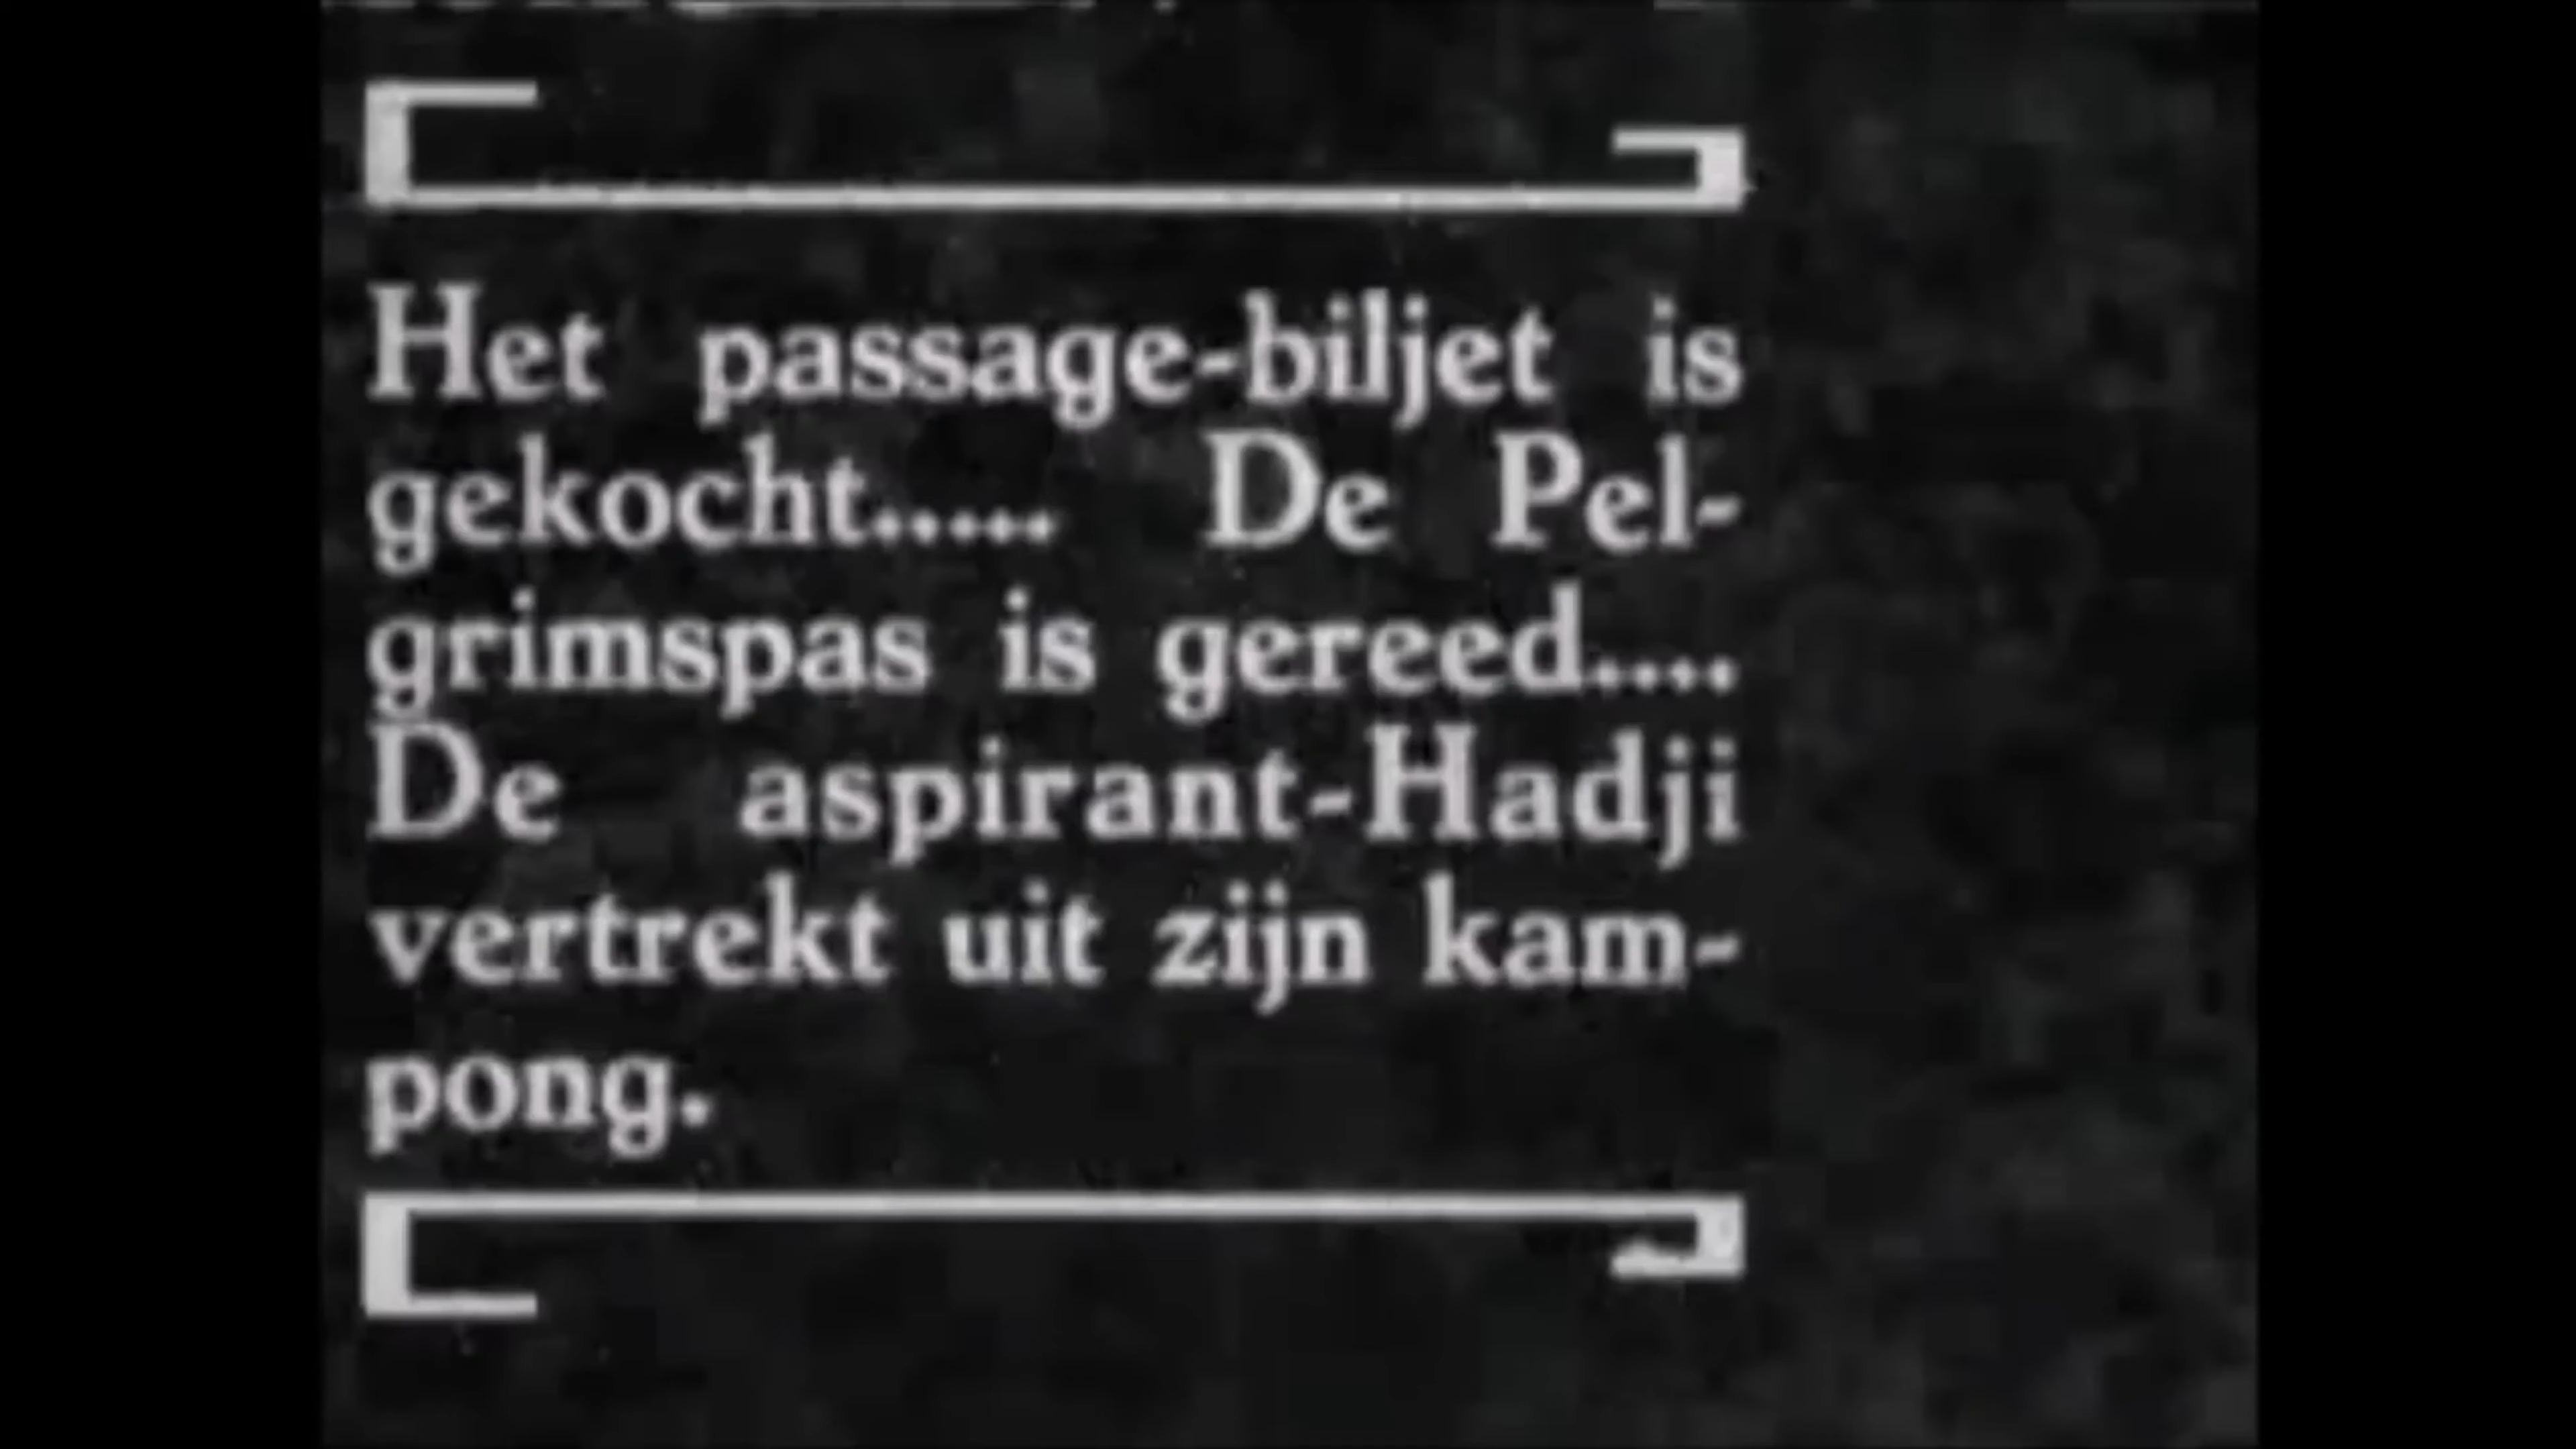 Het passage-biljet is
gekocht..... De Pel-
grimspas is gereed....
De aspirant-Hadji
vertrekt uit zijn kam-
pong.